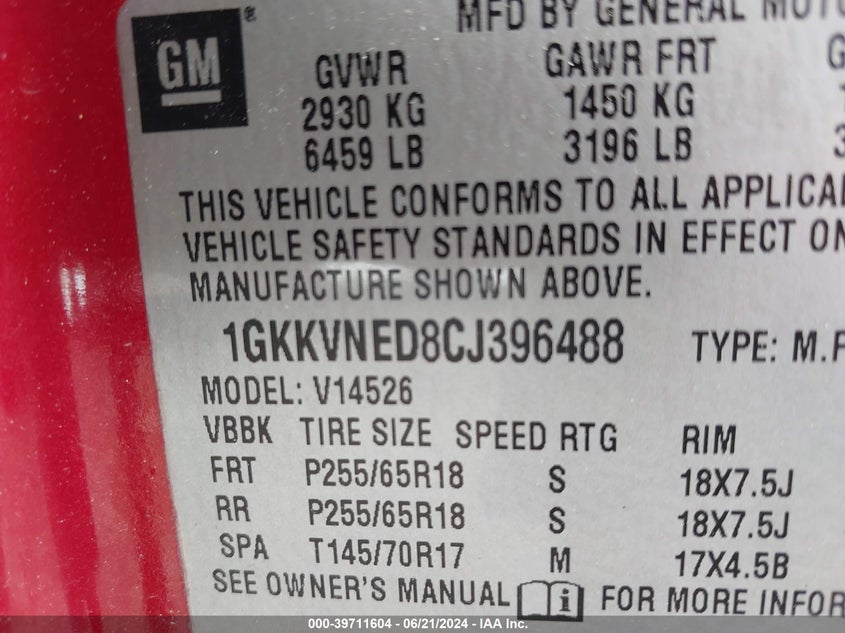 MFD BY GENERAL
GM ®
GVWR GAWR FRT
2930 KG 1450 KG
6459 LB 3196 LB
THIS VEHICLE CONFORMS TO ALL
VEHICLE SAFETY STANDARDS IN EFFECT ON
MANUFACTURE SHOWN ABOVE.
1GKKVNED8CJ396488 TYPE:
MODEL: V14526
VBBK TIRE SIZE SPEED RTG RIM
FRT P255/65R18 S 18X7.5J
RR P255/65R18 S 18X7.5J
SPA T145/70R17 M 17X4.5B
SEE OWNER'S MANUAL i FOR MORE
000-39711604 - 06/21/2024 - IAA Inc.